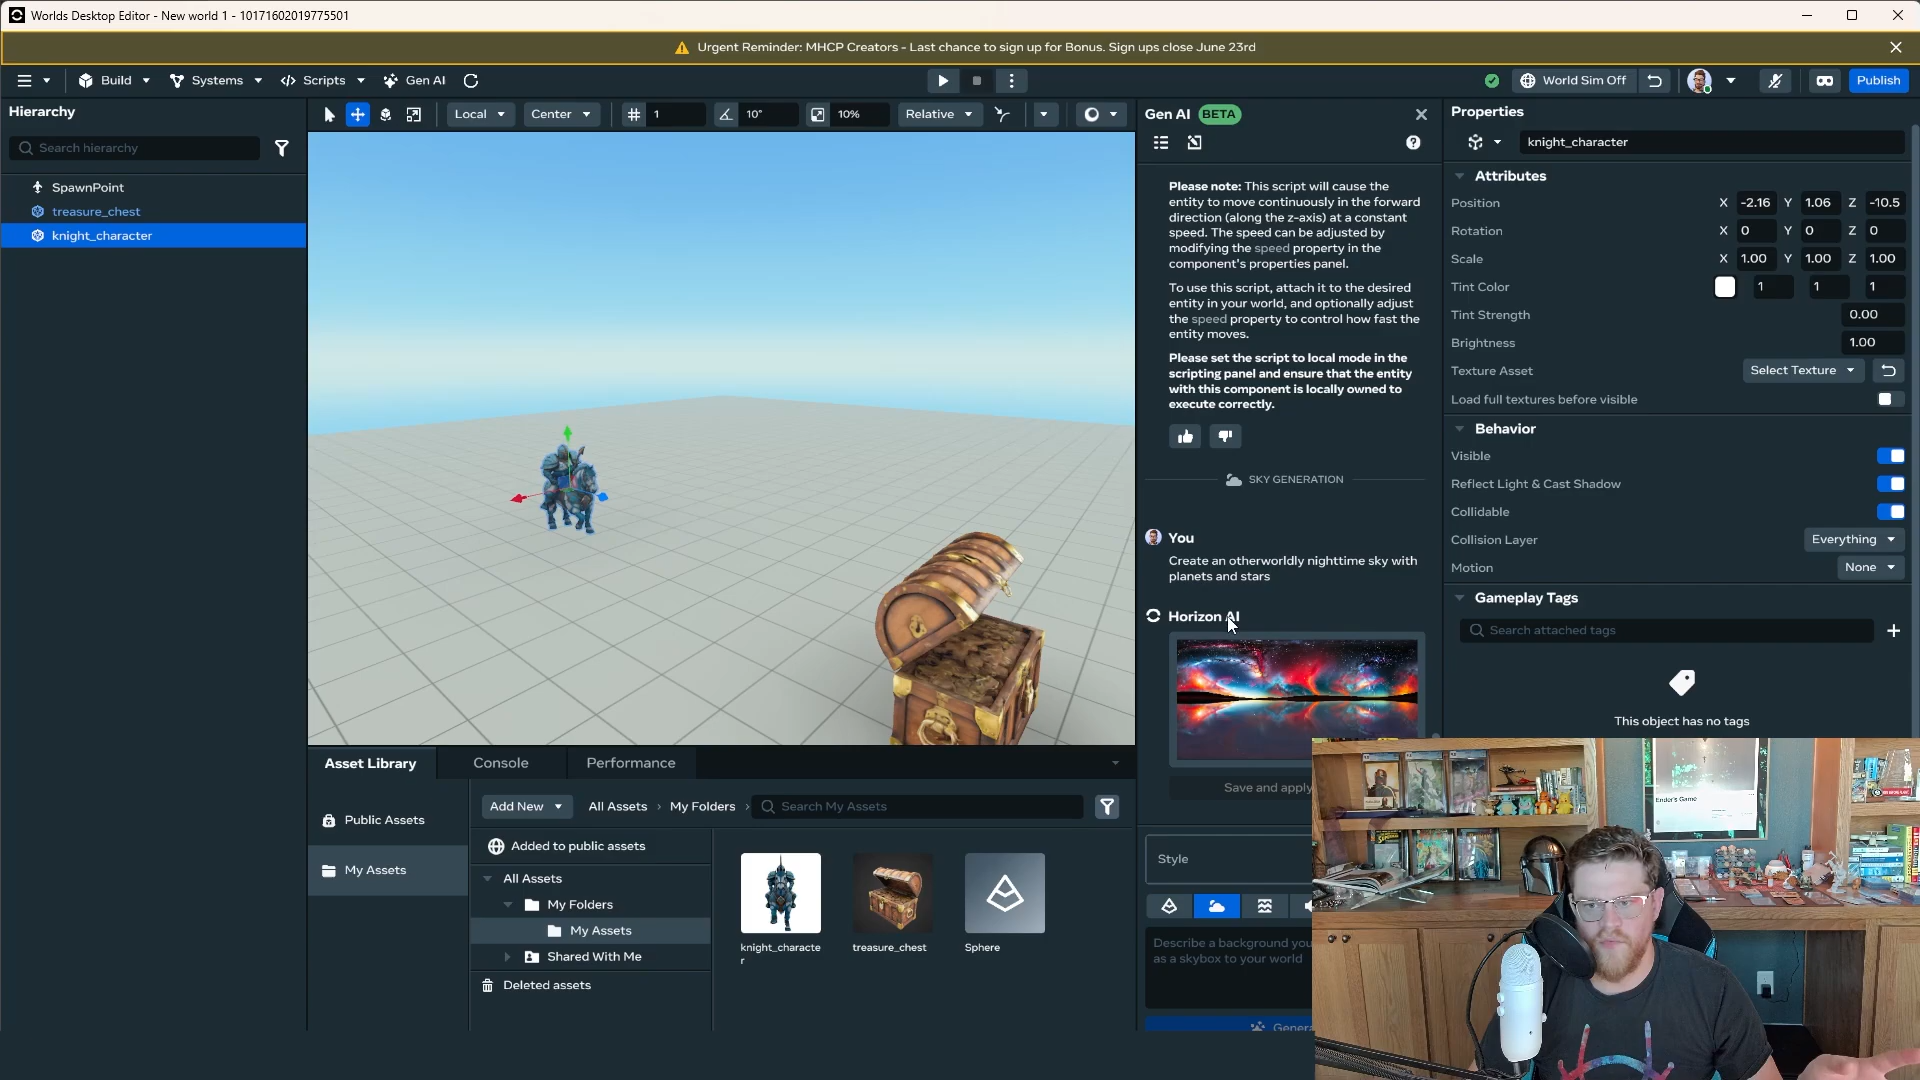 Worlds Desktop Editor - New world 1 - 10171602019775501
Urgent Reminder: MHCP Creators - Last chance to sign up for Bonus. Sign ups close June 23rd
Build
Systems
Scripts
Gen AI
World Sim Off
Publish
Hierarchy
Search hierarchy
SpawnPoint
treasure_chest
knight_character
Local
Center
1
10°
10%
Relative
Gen AI BETA
Please note: This script will cause the
entity to move continuously in the forward
direction (along the z-axis) at a constant
speed. The speed can be adjusted by
modifying the speed property in the
component's properties panel.
To use this script, attach it to the desired
entity in your world, and optionally adjust
the speed property to control how fast the
entity moves.
Please set the script to local mode in the
scripting panel and ensure that the entity
with this component is locally owned to
execute correctly.
SKY GENERATION
You
Create an otherworldly nighttime sky with
planets and stars
Horizon AI
Save and apply
Style
Describe a background you
as a skybox to your world
Properties
knight_character
Attributes
Position X -2.16 Y 1.06 Z -10.5
Rotation X 0 Y 0 Z 0
Scale X 1.00 Y 1.00 Z 1.00
Tint Color 1 1 1
Tint Strength 0.00
Brightness 1.00
Texture Asset Select Texture
Load full textures before visible
Behavior
Visible
Reflect Light & Cast Shadow
Collidable
Collision Layer Everything
Motion None
Gameplay Tags
Search attached tags
This object has no tags
Asset Library
Console
Performance
Public Assets
My Assets
Add New
All Assets › My Folders ›
Search My Assets
Added to public assets
All Assets
My Folders
My Assets
Shared With Me
Deleted assets
knight_characte
r
treasure_chest
Sphere
Ender's Game